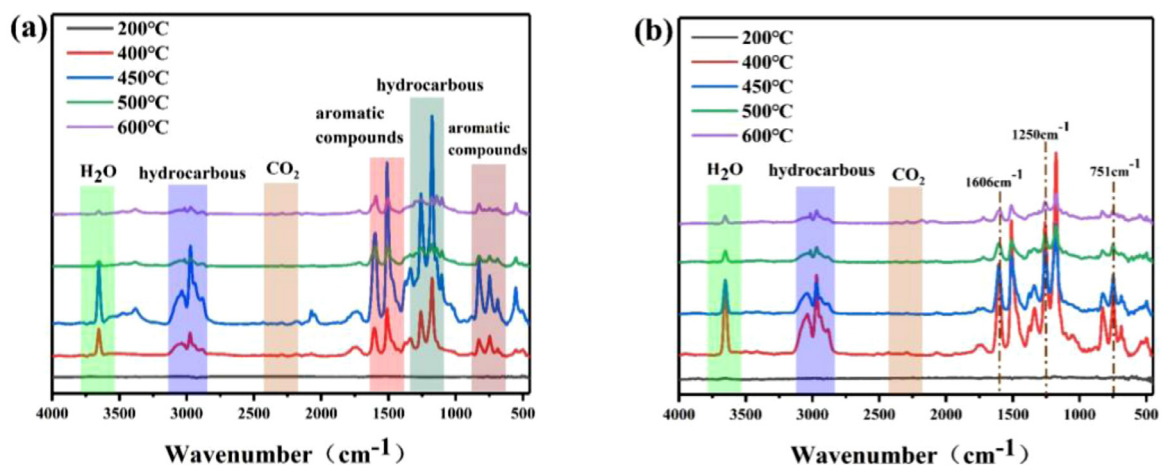 (a)
200℃
400℃
450℃
500℃
600℃
hydrocarbous
aromatic
compounds
aromatic
compounds
H2O
hydrocarbous
CO2
4000 3500 3000 2500 2000 1500 1000 500
Wavenumber（cm-1）
(b)
200℃
400℃
450℃
500℃
600℃
1250cm-1
H2O
hydrocarbous
CO2
1606cm-1
751cm-1
4000 3500 3000 2500 2000 1500 1000 500
Wavenumber（cm-1）